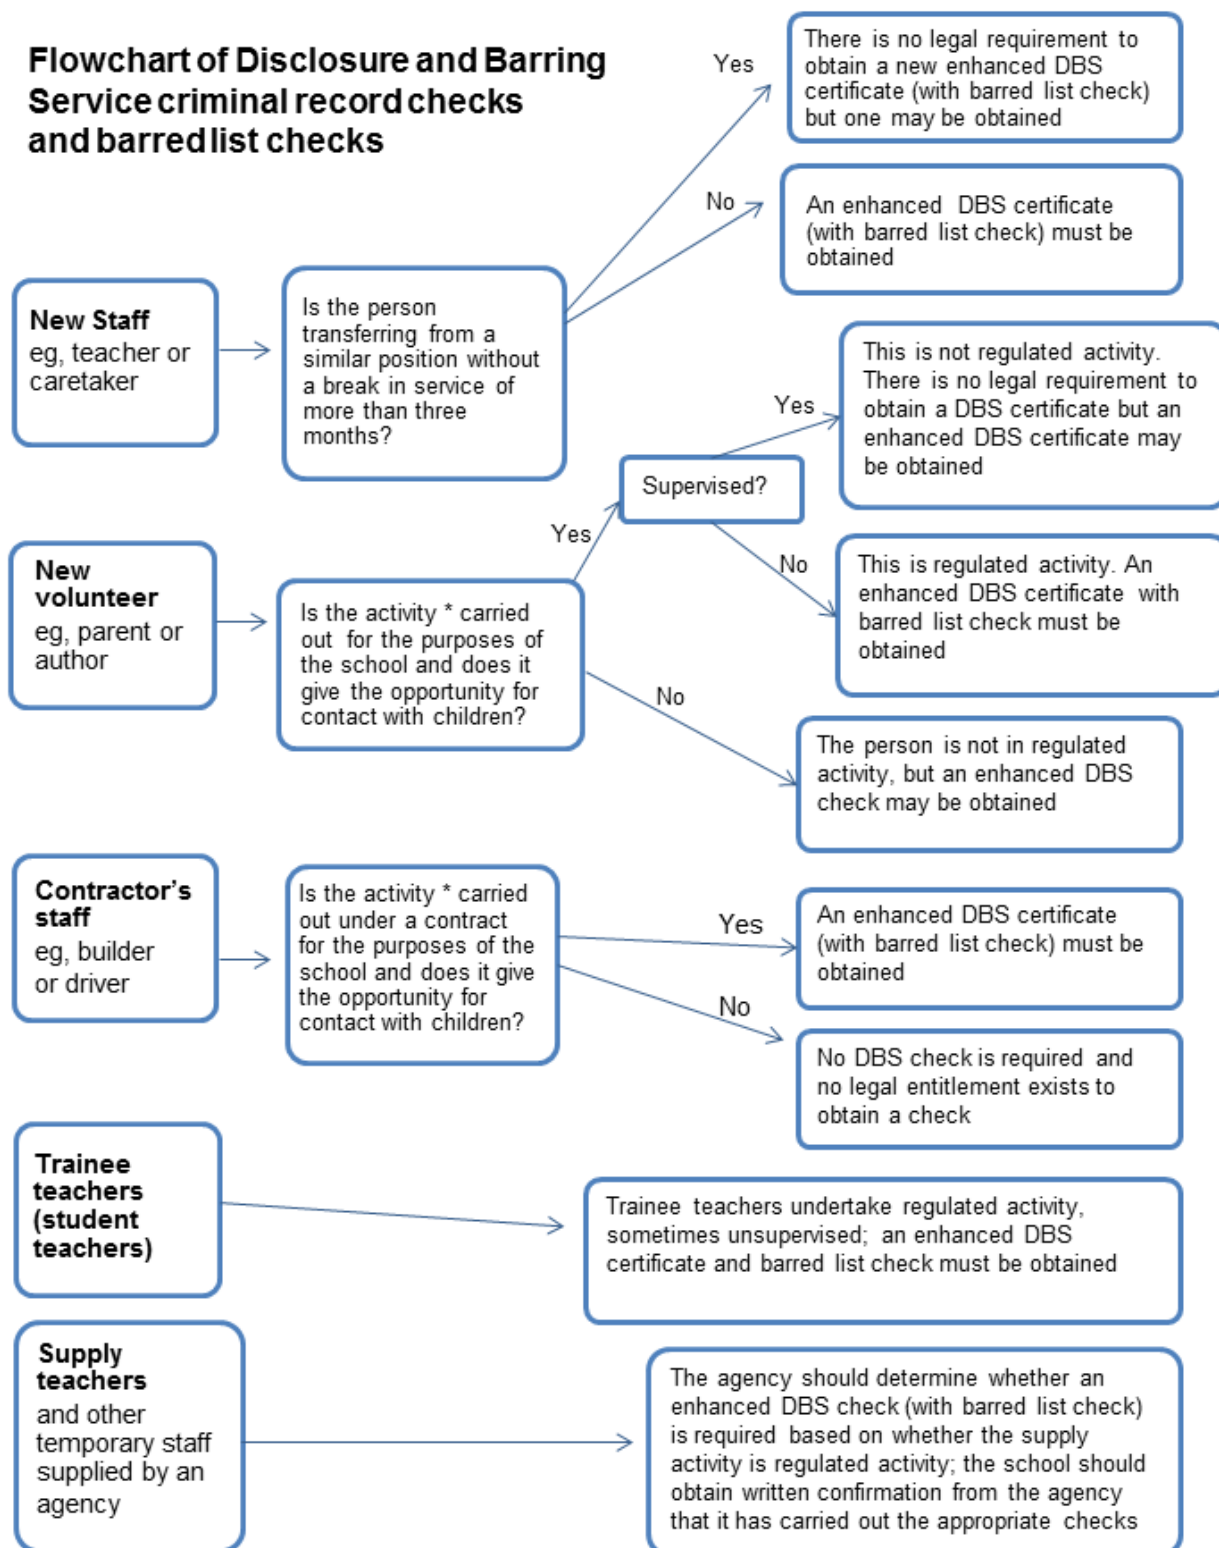 Flowchart of Disclosure and Barring
Service criminal record checks
and barred list checks
Yes
There is no legal requirement to
obtain a new enhanced DBS
certificate (with barred list check)
but one may be obtained
No
An enhanced DBS certificate
(with barred list check) must be
obtained
New Staff
eg, teacher or
caretaker
Is the person
transferring from a
similar position without
a break in service of
more than three
months?
Yes
This is not regulated activity.
There is no legal requirement to
obtain a DBS certificate but an
enhanced DBS certificate may
be obtained
Supervised?
Yes
No
This is regulated activity. An
enhanced DBS certificate with
barred list check must be
obtained
New
volunteer
eg, parent or
author
Is the activity * carried
out for the purposes of
the school and does it
give the opportunity for
contact with children?
No
The person is not in regulated
activity, but an enhanced DBS
check may be obtained
Contractor's
staff
eg, builder
or driver
Is the activity * carried
out under a contract
for the purposes of the
school and does it give
the opportunity for
contact with children?
Yes
An enhanced DBS certificate
(with barred list check) must be
obtained
No
No DBS check is required and
no legal entitlement exists to
obtain a check
Trainee
teachers
(student
teachers)
Trainee teachers undertake regulated activity,
sometimes unsupervised; an enhanced DBS
certificate and barred list check must be obtained
Supply
teachers
and other
temporary staff
supplied by an
agency
The agency should determine whether an
enhanced DBS check (with barred list check)
is required based on whether the supply
activity is regulated activity; the school should
obtain written confirmation from the agency
that it has carried out the appropriate checks